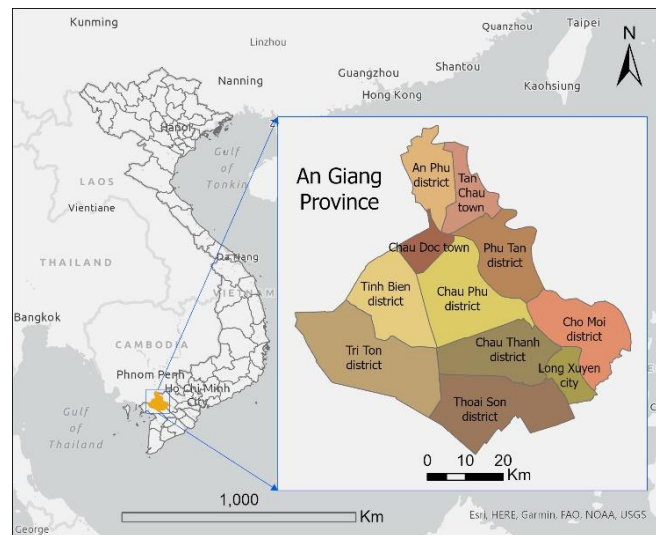 Kunming
Taipei
Quanzhou
Linzhou
N
Guangzhou
Shantou
Nanning
Hong Kong
Kaohsiung
Hanoi
Gulf
of
Tonkin
LAOS
Vientiane
THAILAND
Da Nang
VIETNAM
Bangkok
CAMBODIA
Phnom Penh
Ho Chi Minh
City
Gulf
of
Thailand
George
An Giang
Province
An Phu
district
Tan
Chau
town
Chau Doc town
Phu Tan
district
Tinh Bien
district
Chau Phu
district
Cho Moi
district
Tri Ton
district
Chau Thanh
district
Long Xuyen
city
Thoai Son
district
0 10 20
Km
1,000
Km
Esri, HERE, Garmin, FAO, NOAA, USGS